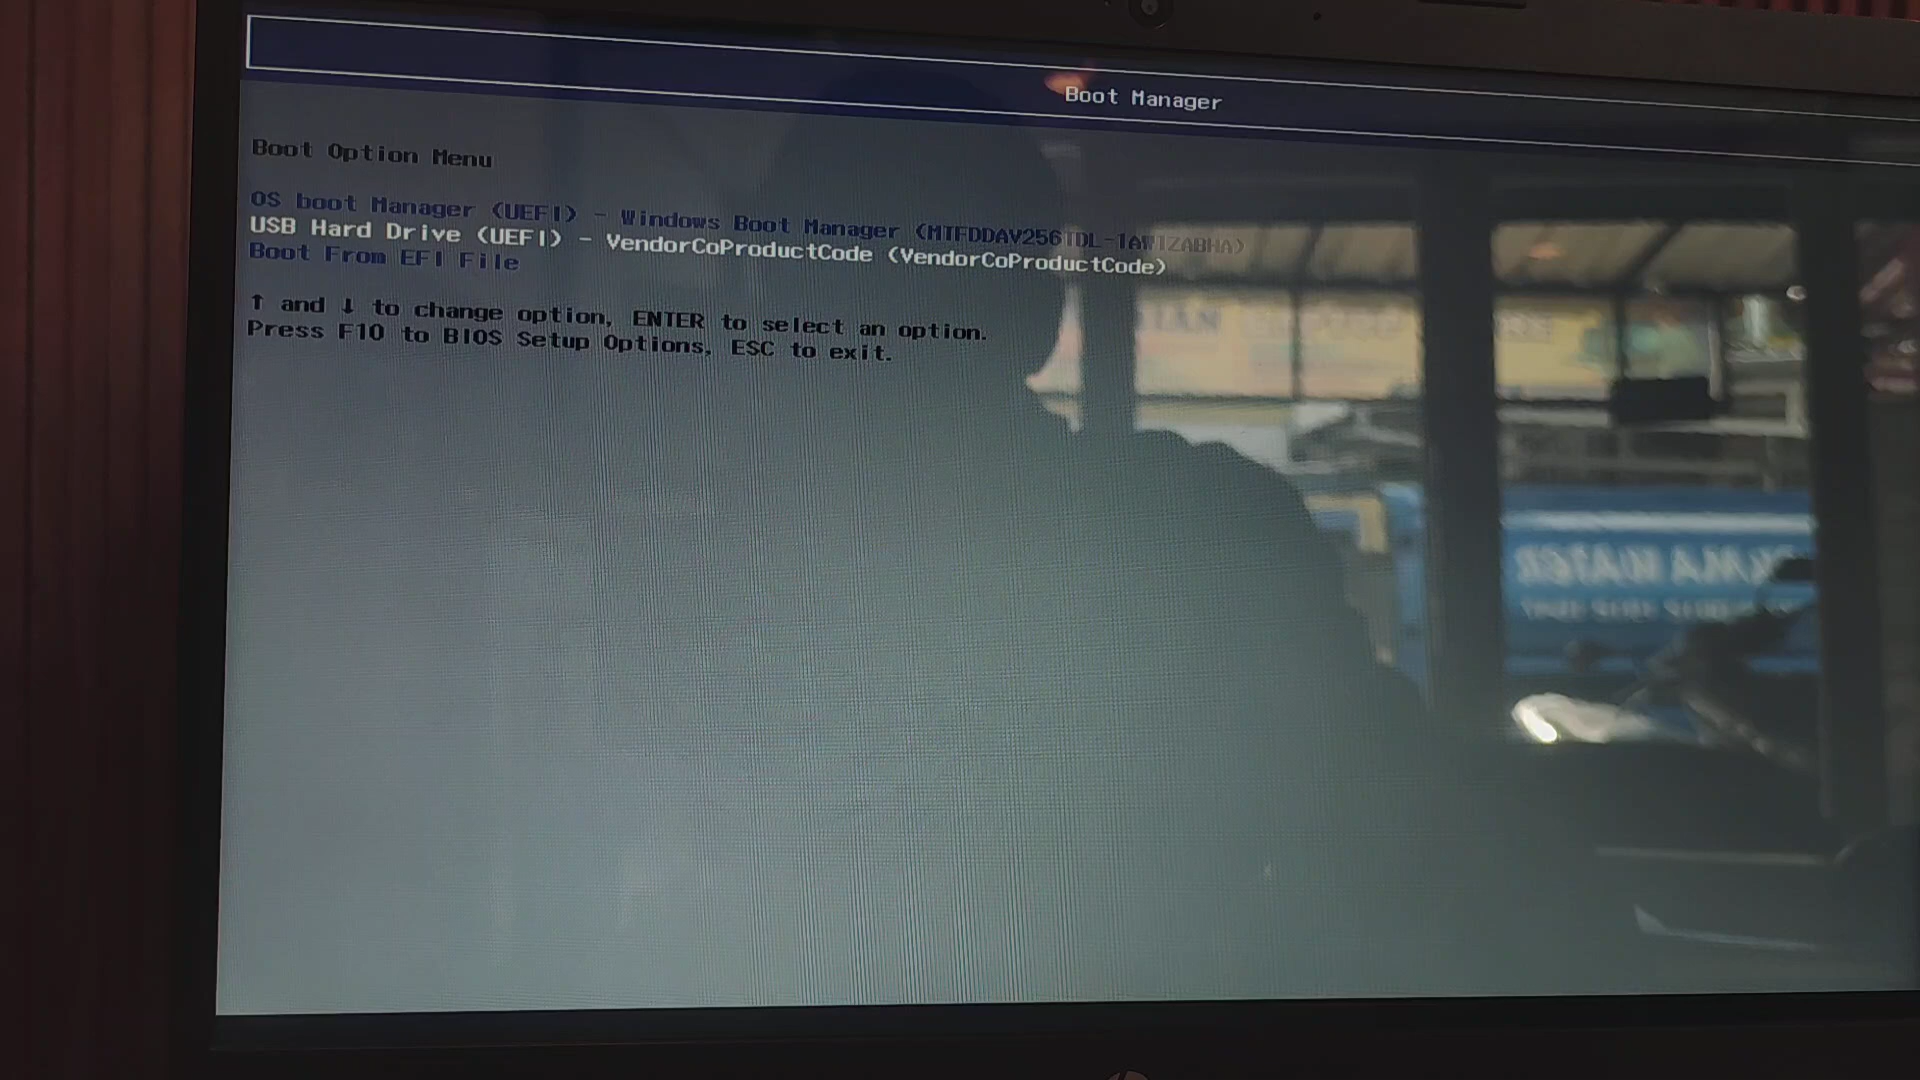 Boot Manager
Boot Option Menu
OS boot Manager (UEFI) - Windows Boot Manager (MTFDDAV256TDL-1AW1ZABHA)
USB Hard Drive (UEFI) - VendorCoProductCode (VendorCoProductCode)
Boot From EFI File
↑ and ↓ to change option, ENTER to select an option.
Press F10 to BIOS Setup Options, ESC to exit.